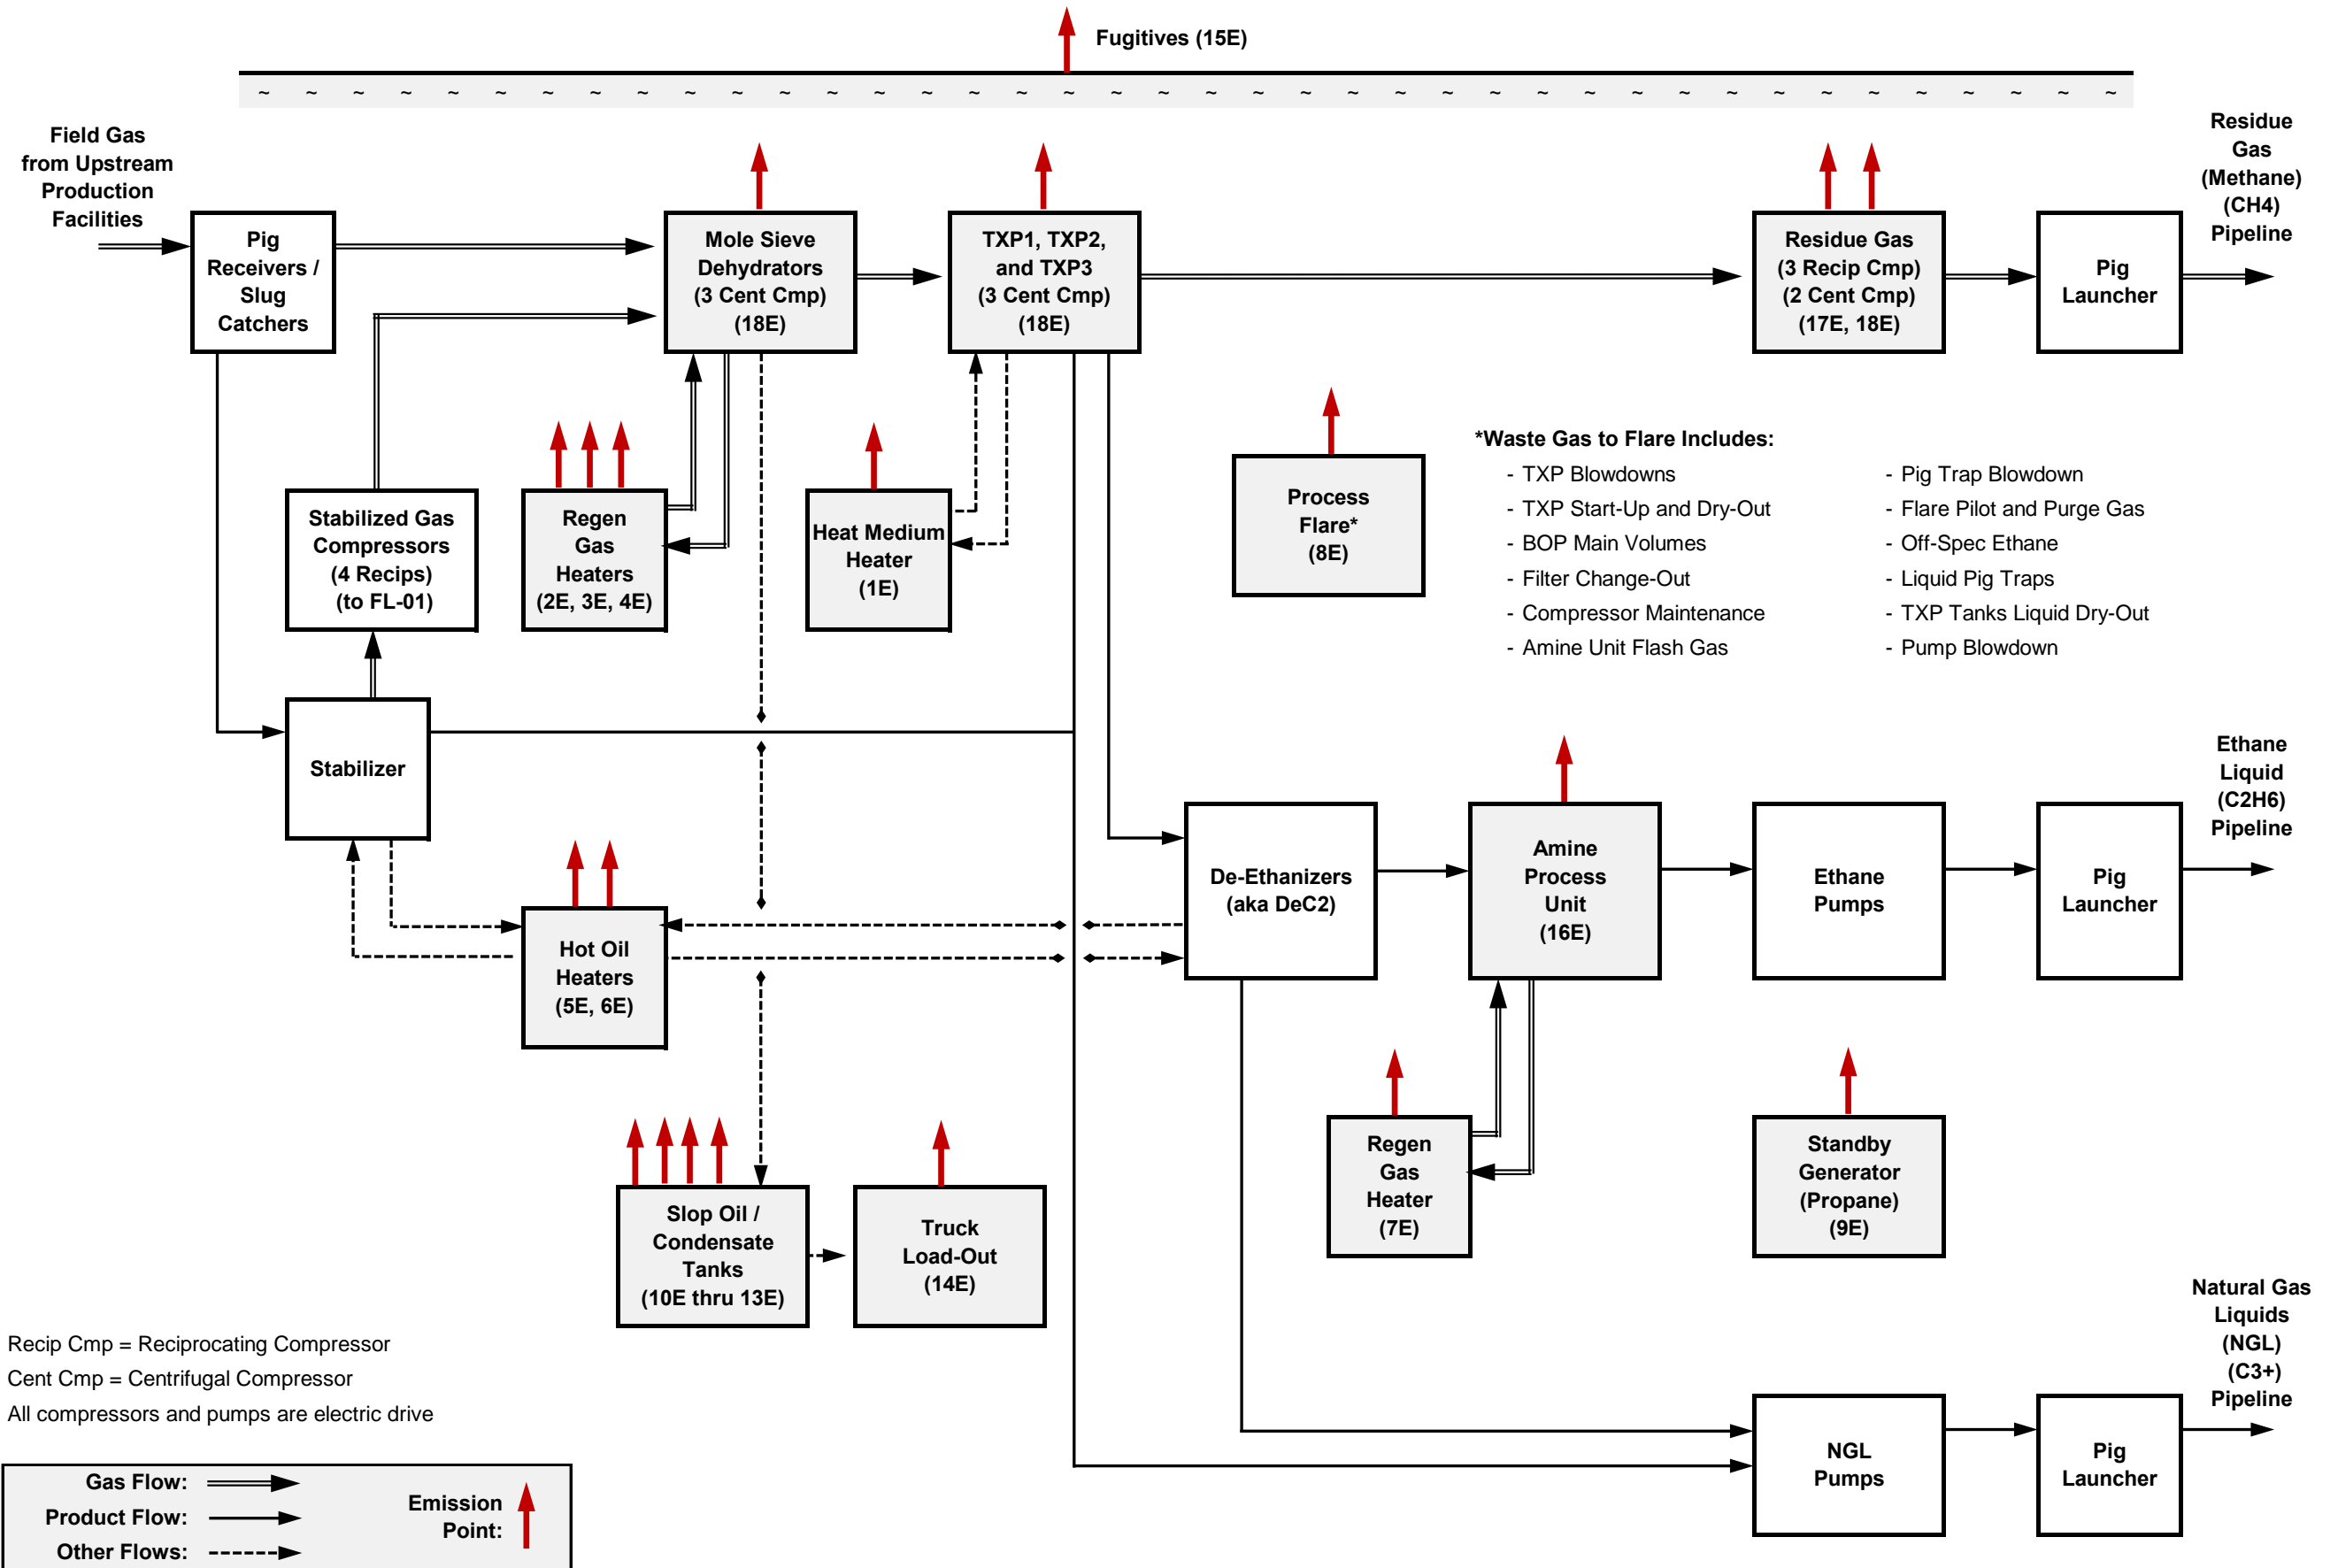 Fugitives (15E)
~ ~ ~ ~ ~ ~ ~ ~ ~ ~ ~ ~ ~ ~ ~ ~ ~ ~ ~ ~ ~ ~ ~ ~ ~ ~ ~ ~ ~ ~ ~ ~ ~ ~ ~ ~ ~ ~ ~ ~
Field Gas
from Upstream
Production
Facilities
Pig
Receivers /
Slug
Catchers
Mole Sieve
Dehydrators
(3 Cent Cmp)
(18E)
TXP1, TXP2,
and TXP3
(3 Cent Cmp)
(18E)
Residue Gas
(3 Recip Cmp)
(2 Cent Cmp)
(17E, 18E)
Pig
Launcher
Residue
Gas
(Methane)
(CH4)
Pipeline
Stabilized Gas
Compressors
(4 Recips)
(to FL-01)
Regen
Gas
Heaters
(2E, 3E, 4E)
Heat Medium
Heater
(1E)
Process
Flare*
(8E)
*Waste Gas to Flare Includes:
- TXP Blowdowns
- TXP Start-Up and Dry-Out
- BOP Main Volumes
- Filter Change-Out
- Compressor Maintenance
- Amine Unit Flash Gas
- Pig Trap Blowdown
- Flare Pilot and Purge Gas
- Off-Spec Ethane
- Liquid Pig Traps
- TXP Tanks Liquid Dry-Out
- Pump Blowdown
Stabilizer
Hot Oil
Heaters
(5E, 6E)
De-Ethanizers
(aka DeC2)
Amine
Process
Unit
(16E)
Ethane
Pumps
Pig
Launcher
Ethane
Liquid
(C2H6)
Pipeline
Slop Oil /
Condensate
Tanks
(10E thru 13E)
Truck
Load-Out
(14E)
Regen
Gas
Heater
(7E)
Standby
Generator
(Propane)
(9E)
Natural Gas
Liquids
(NGL)
(C3+)
Pipeline
NGL
Pumps
Pig
Launcher
Recip Cmp = Reciprocating Compressor
Cent Cmp = Centrifugal Compressor
All compressors and pumps are electric drive
Gas Flow:
Product Flow:
Other Flows:
Emission
Point: